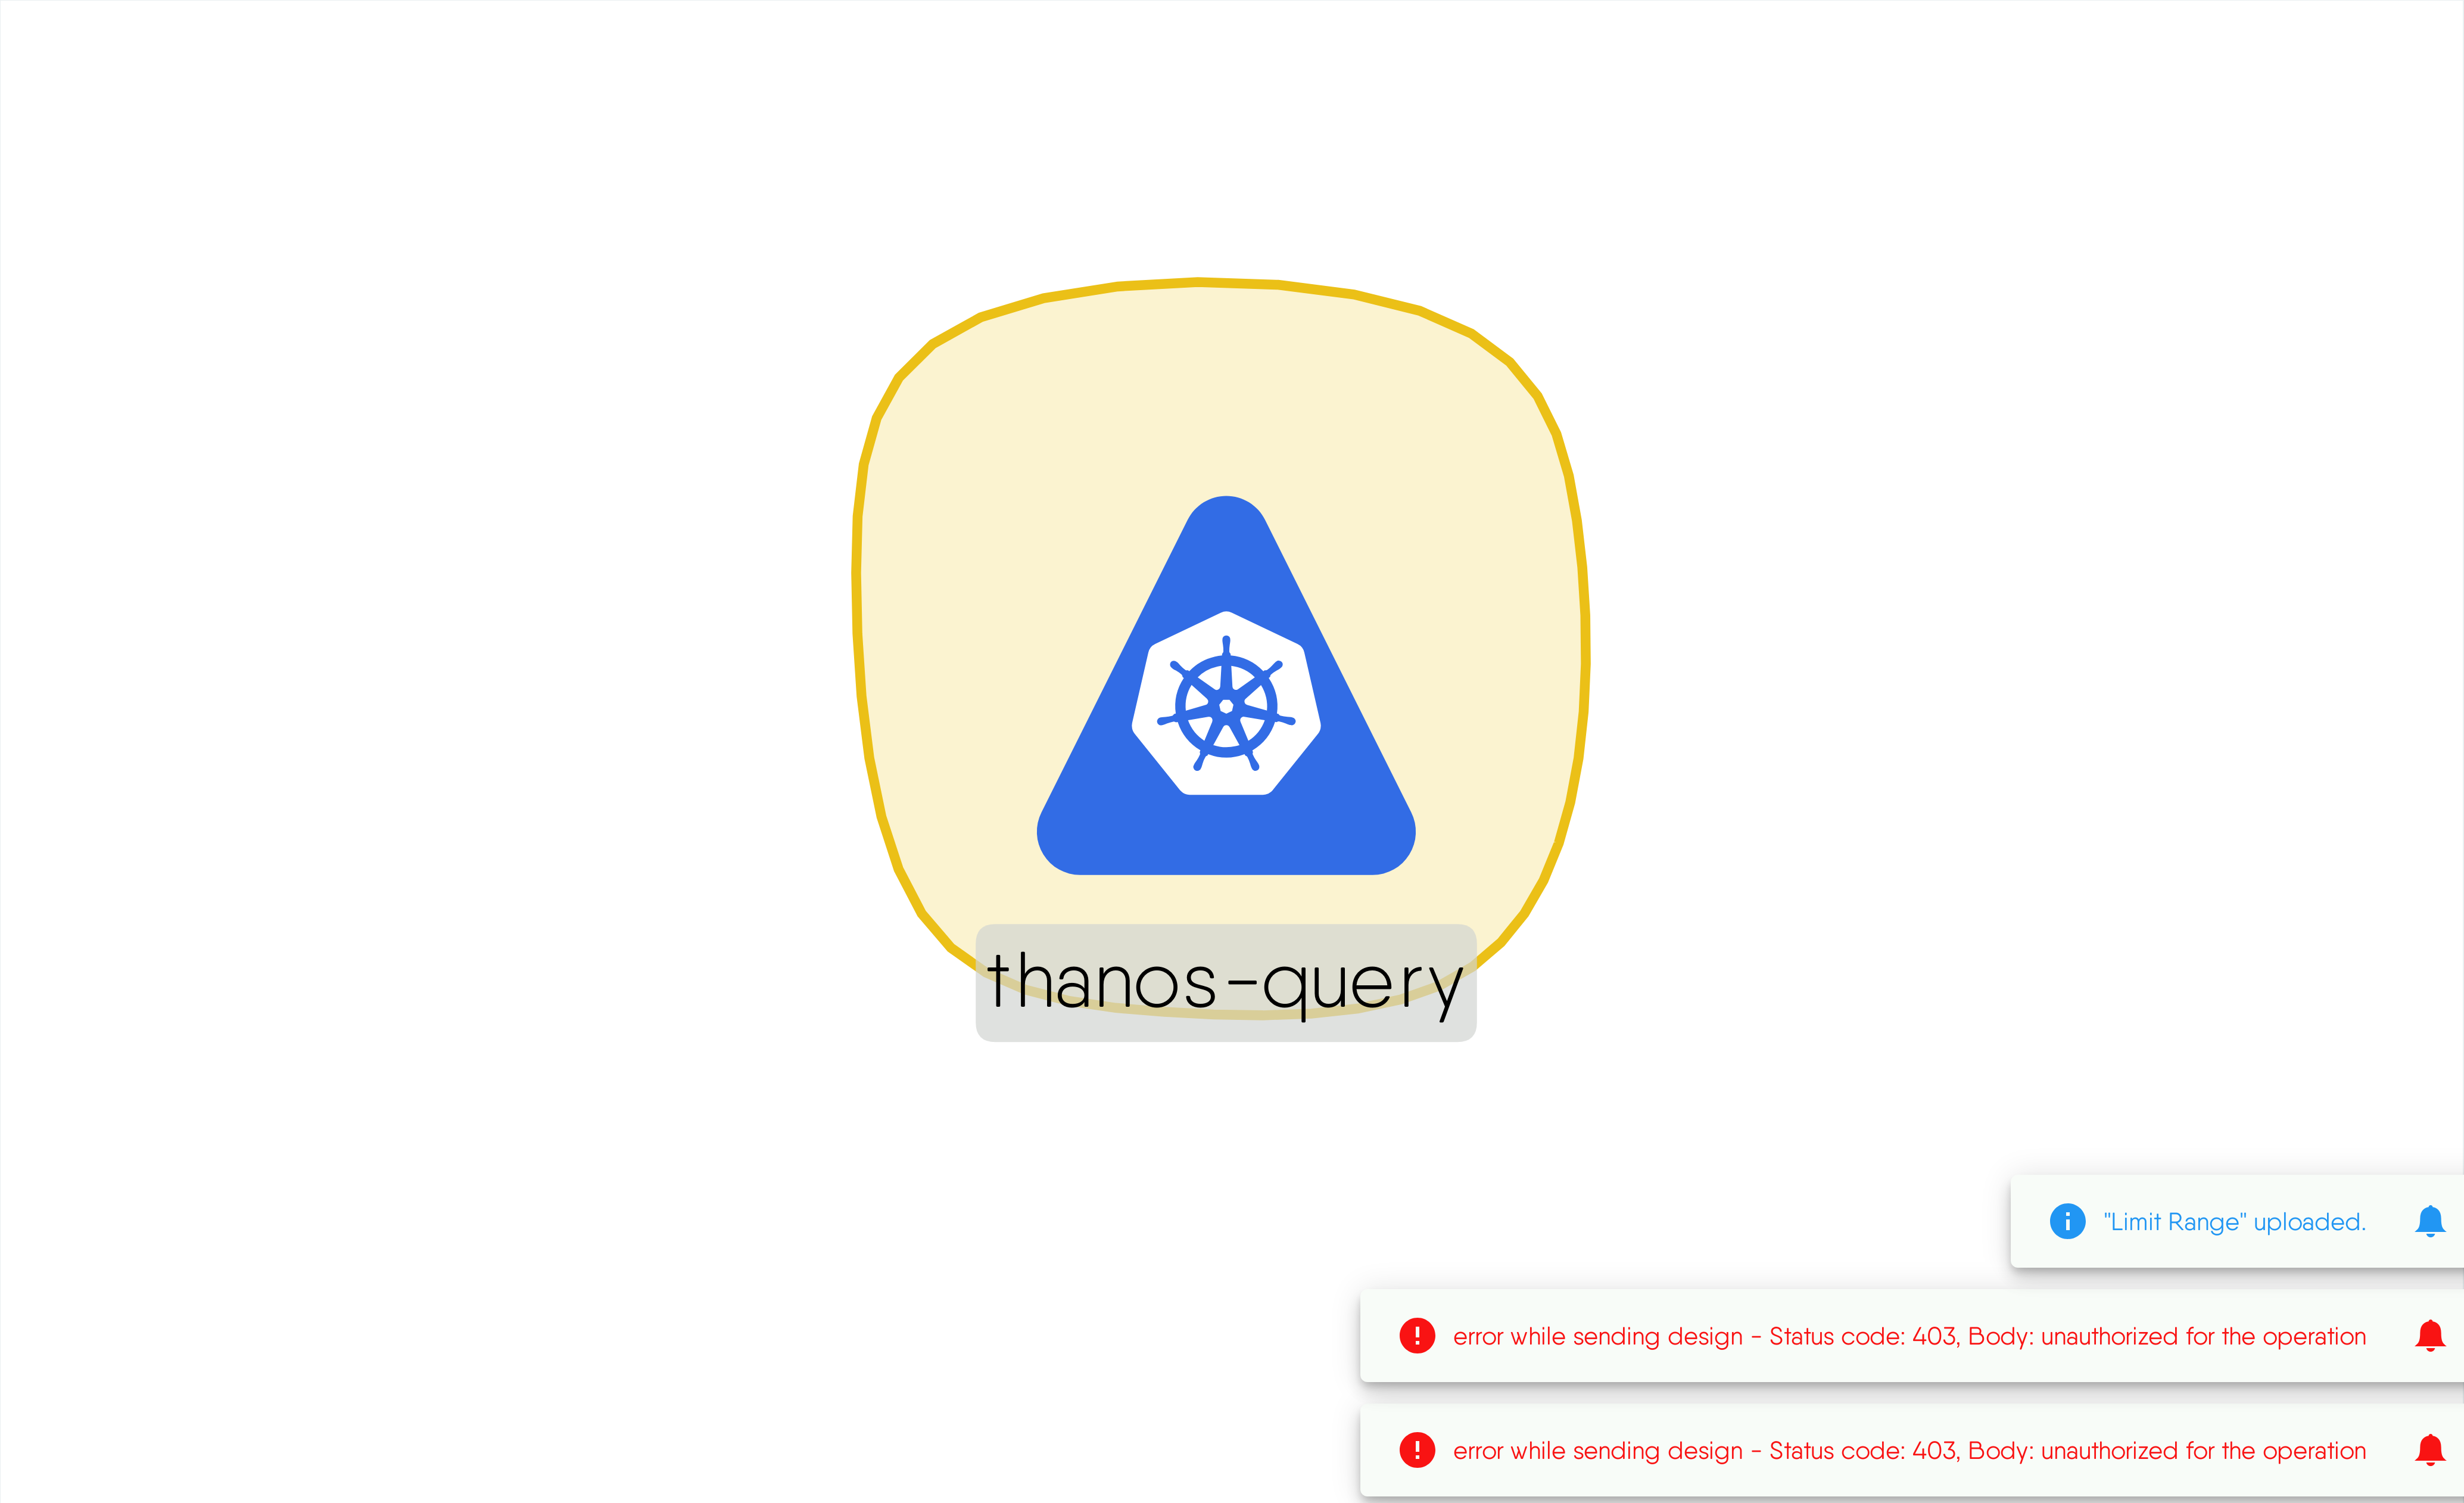 thanos-query
"Limit Range" uploaded.
error while sending design - Status code: 403, Body: unauthorized for the operation
error while sending design - Status code: 403, Body: unauthorized for the operation